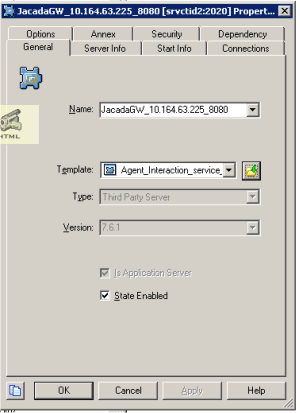 JacadaGW_10.164.63.225_8080 [srvctid2:2020] Propert...
Options Annex Security Dependency
General Server Info Start Info Connections
HTML
Name: JacadaGW_10.164.63.225_8080
Template: Agent_Interaction_service_
Type: Third Party Server
Version: 7.6.1
Is Application Server
State Enabled
OK Cancel Apply Help